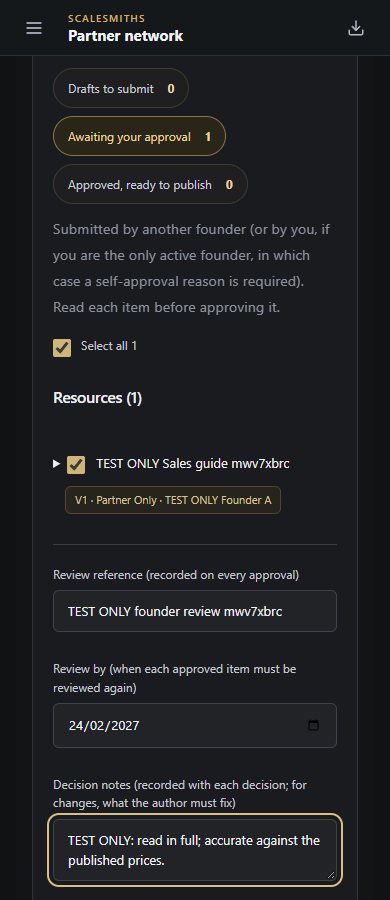 SCALESMITHS
Partner network
Drafts to submit 0
Awaiting your approval 1
Approved, ready to publish 0
Submitted by another founder (or by you, if
you are the only active founder, in which
case a self-approval reason is required).
Read each item before approving it.
Select all 1
Resources (1)
TEST ONLY Sales guide mwv7xbrc
V1 · Partner Only · TEST ONLY Founder A
Review reference (recorded on every approval)
TEST ONLY founder review mwv7xbrc
Review by (when each approved item must be
reviewed again)
24/02/2027
Decision notes (recorded with each decision; for
changes, what the author must fix)
TEST ONLY: read in full; accurate against the
published prices.